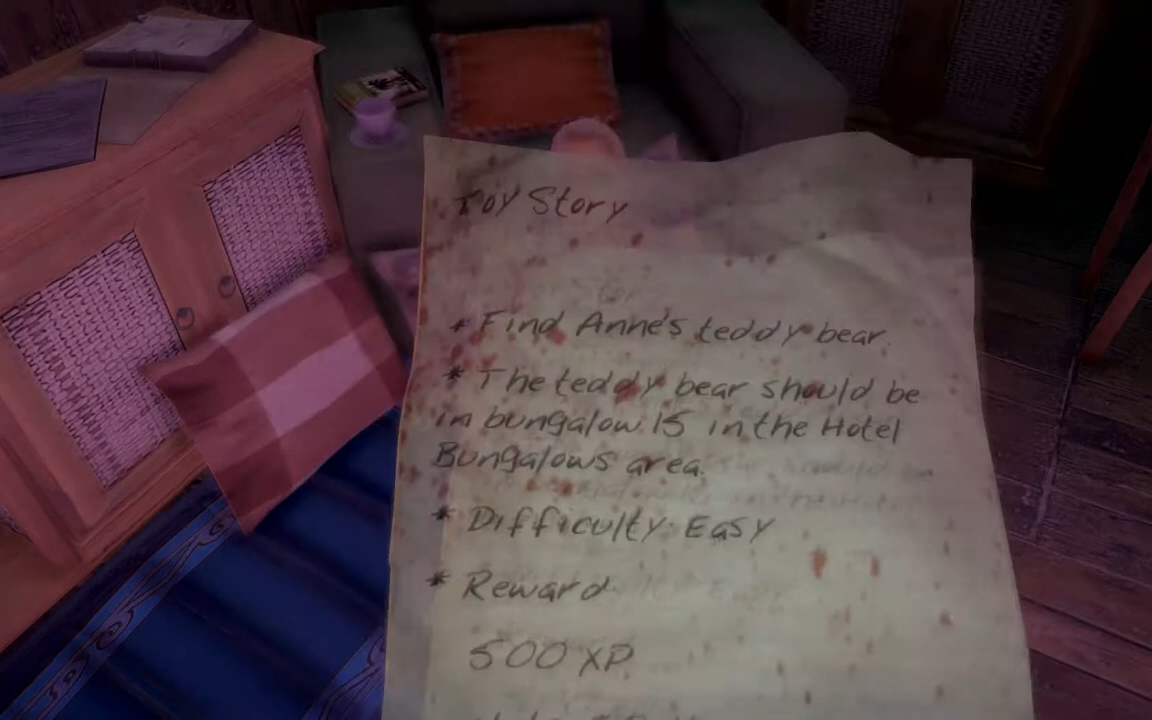 Toy Story
* Find Anne's teddy bear.
* The teddy bear should be
in bungalow 15 in the Hotel
Bungalows area.
* Difficulty: Easy
* Reward
500 XP